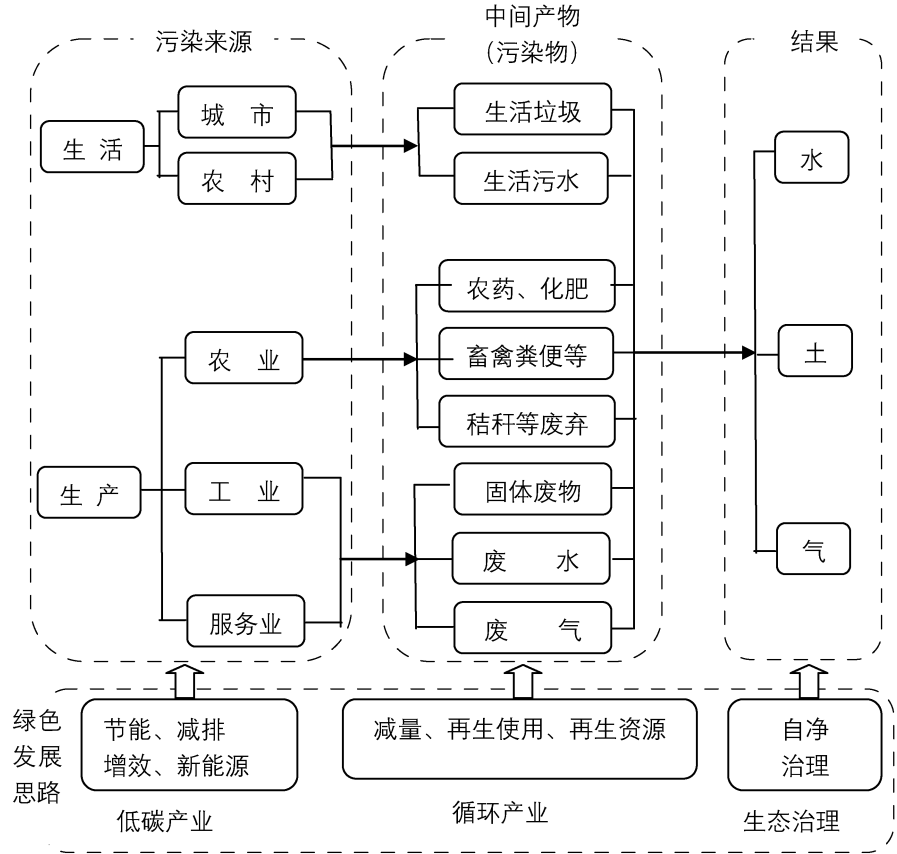 污染来源
中间产物
(污染物)
结果
生活
城市
农村
生活垃圾
生活污水
水
农药、化肥
畜禽粪便等
秸秆等废弃
农业
土
生产
工业
服务业
固体废物
废水
废气
气
绿色
发展
思路
节能、减排
增效、新能源
低碳产业
减量、再生使用、再生资源
循环产业
自净
治理
生态治理